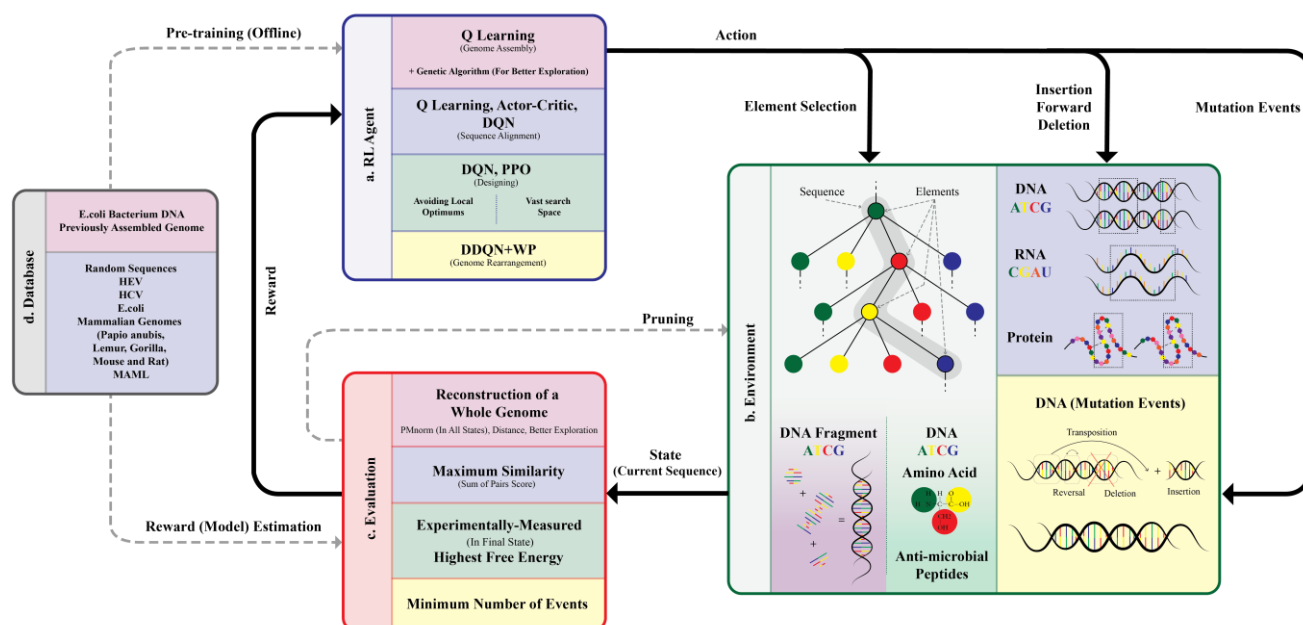 Pre-training (Offline)
a. RL Agent
Q Learning
(Genome Assembly)
+ Genetic Algorithm (For Better Exploration)
Q Learning, Actor-Critic,
DQN
(Sequence Alignment)
DQN, PPO
(Designing)
Avoiding Local
Optimums
Vast search
Space
DDQN+WP
(Genome Rearrangement)
Action
Element Selection
Insertion
Forward
Deletion
Mutation Events
d. Database
E.coli Bacterium DNA
Previously Assembled Genome
Random Sequences
HEV
HCV
E.coli
Mammalian Genomes
(Papio anubis,
Lemur, Gorilla,
Mouse and Rat)
MAML
Reward
Pruning
Reward (Model) Estimation
c. Evaluation
Reconstruction of a
Whole Genome
PMnorm (In All States), Distance, Better Exploration
Maximum Similarity
(Sum of Pairs Score)
Experimentally-Measured
(In Final State)
Highest Free Energy
Minimum Number of Events
State
(Current Sequence)
b. Environment
Sequence
Elements
DNA Fragment
ATCG
+
+
=
DNA
ATCG
Amino Acid
H H O
H N C C OH
CH2
OH
Anti-microbial
Peptides
DNA
ATCG
RNA
CGAU
Protein
DNA (Mutation Events)
Transposition
+
Reversal
Deletion
Insertion